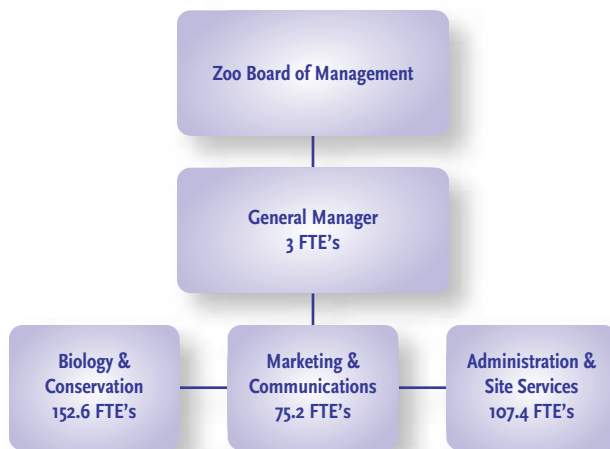 Zoo Board of Management
General Manager
3 FTE's
Biology &
Conservation
152.6 FTE's
Marketing &
Communications
75.2 FTE's
Administration &
Site Services
107.4 FTE's